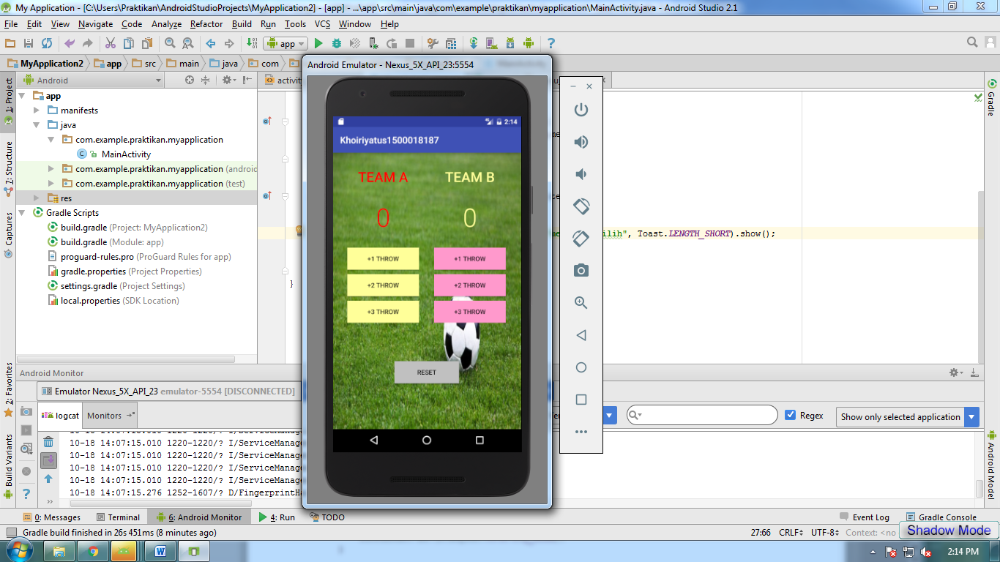 My Application - [C:\Users\Praktikan\AndroidStudioProjects\MyApplication2] - [app] - ...\app\src\main\java\com\example\praktikan\myapplication\MainActivity.java - Android Studio 2.1
File Edit View Navigate Code Analyze Refactor Build Run Tools VCS Window Help
app
MyApplication2 app src main java com
Android Emulator - Nexus_5X_API_23:5554
1: Project
Android
app
manifests
java
com.example.praktikan.myapplication
MainActivity
com.example.praktikan.myapplication (android
com.example.praktikan.myapplication (test)
res
Gradle Scripts
build.gradle (Project: MyApplication2)
build.gradle (Module: app)
proguard-rules.pro (ProGuard Rules for app)
gradle.properties (Project Properties)
settings.gradle (Project Settings)
local.properties (SDK Location)
7: Structure
Captures
2: Favorites
Build Variants
activit
}
2:14
Khoiriyatus1500018187
TEAM A TEAM B
0 0
+1 THROW +1 THROW
+2 THROW +2 THROW
+3 THROW +3 THROW
RESET
ilih", Toast.LENGTH_SHORT).show();
Gradle
Android Model
Android Monitor
Emulator Nexus_5X_API_23 emulator-5554 [DISCONNECTED]
logcat Monitors
Regex
Show only selected application
10-18 14:07:15.010 1220-1220/? I/ServiceManag
10-18 14:07:15.010 1220-1220/? I/ServiceManag
10-18 14:07:15.010 1220-1220/? I/ServiceManag
10-18 14:07:15.010 1220-1220/? I/ServiceManag
10-18 14:07:15.276 1252-1607/? D/FingerprintH
0: Messages Terminal 6: Android Monitor 4: Run TODO Event Log Gradle Console
Gradle build finished in 26s 451ms (8 minutes ago) 27:66 CRLF UTF-8 Context: <no
Shadow Mode
2:14 PM